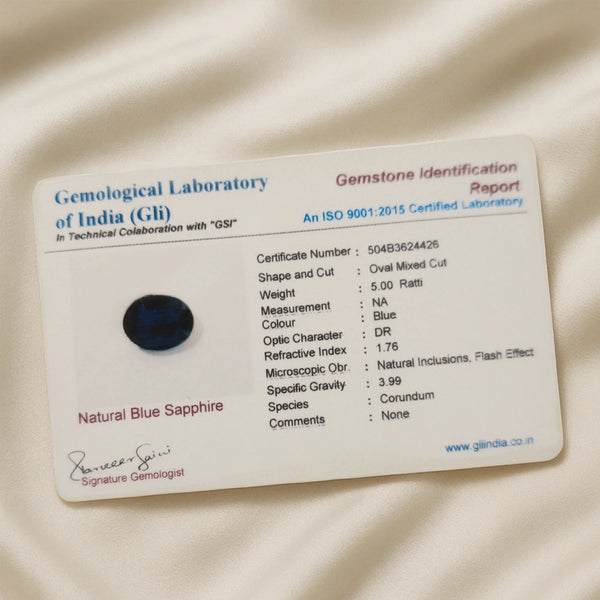 Gemological Laboratory
of India (Gli)
In Technical Colaboration with "GSI"
Gemstone Identification
Report
An ISO 9001:2015 Certified Laboratory
Certificate Number : 504B3624426
Shape and Cut : Oval Mixed Cut
Weight : 5.00 Ratti
Measurement : NA
Colour : Blue
Optic Character : DR
Refractive Index : 1.76
Microscopic Obr. : Natural Inclusions, Flash Effect
Specific Gravity : 3.99
Species : Corundum
Comments : None
Natural Blue Sapphire
Signature Gemologist
www.gliindia.co.in